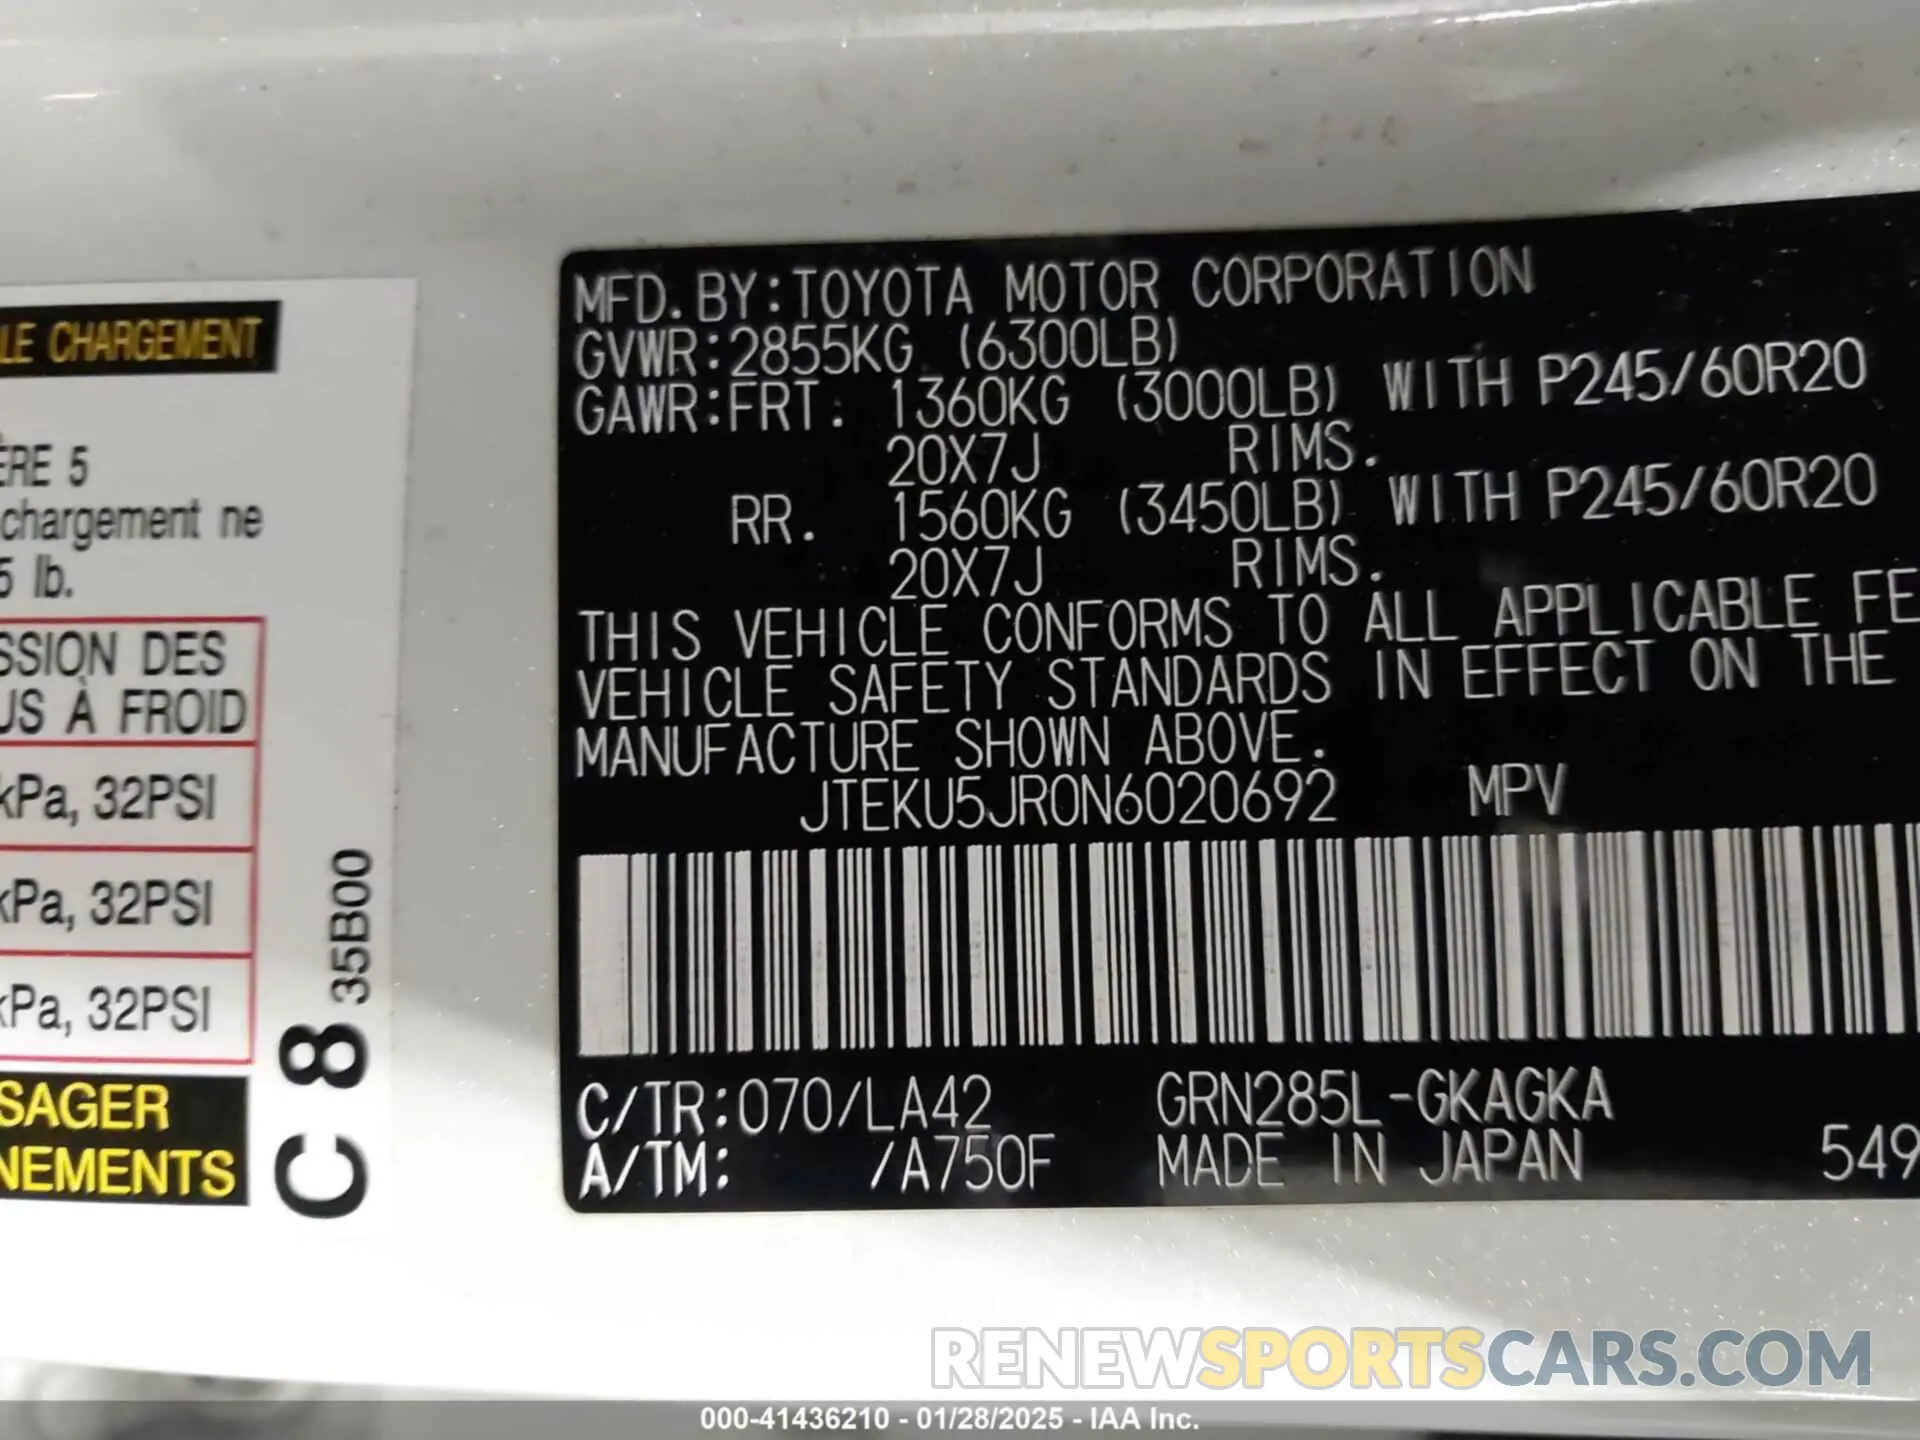 LE CHARGEMENT
ÈRE 5
chargement ne
5 lb.
SSION DES
US À FROID
kPa, 32PSI
kPa, 32PSI
kPa, 32PSI
SAGER
NEMENTS
C 8 35B00
MFD. BY: TOYOTA MOTOR CORPORATION
GVWR: 2855KG (6300LB)
GAWR: FRT. 1360KG (3000LB) WITH P245/60R20
20X7J RIMS.
RR. 1560KG (3450LB) WITH P245/60R20
20X7J RIMS.
THIS VEHICLE CONFORMS TO ALL APPLICABLE FE
VEHICLE SAFETY STANDARDS IN EFFECT ON THE
MANUFACTURE SHOWN ABOVE.
JTEKU5JR0N6020692 MPV
C/TR: 070/LA42 GRN285L-GKAGKA
A/TM: /A750F MADE IN JAPAN 549
RENEWSPORTSCARS.COM
000-41436210 - 01/28/2025 - IAA Inc.